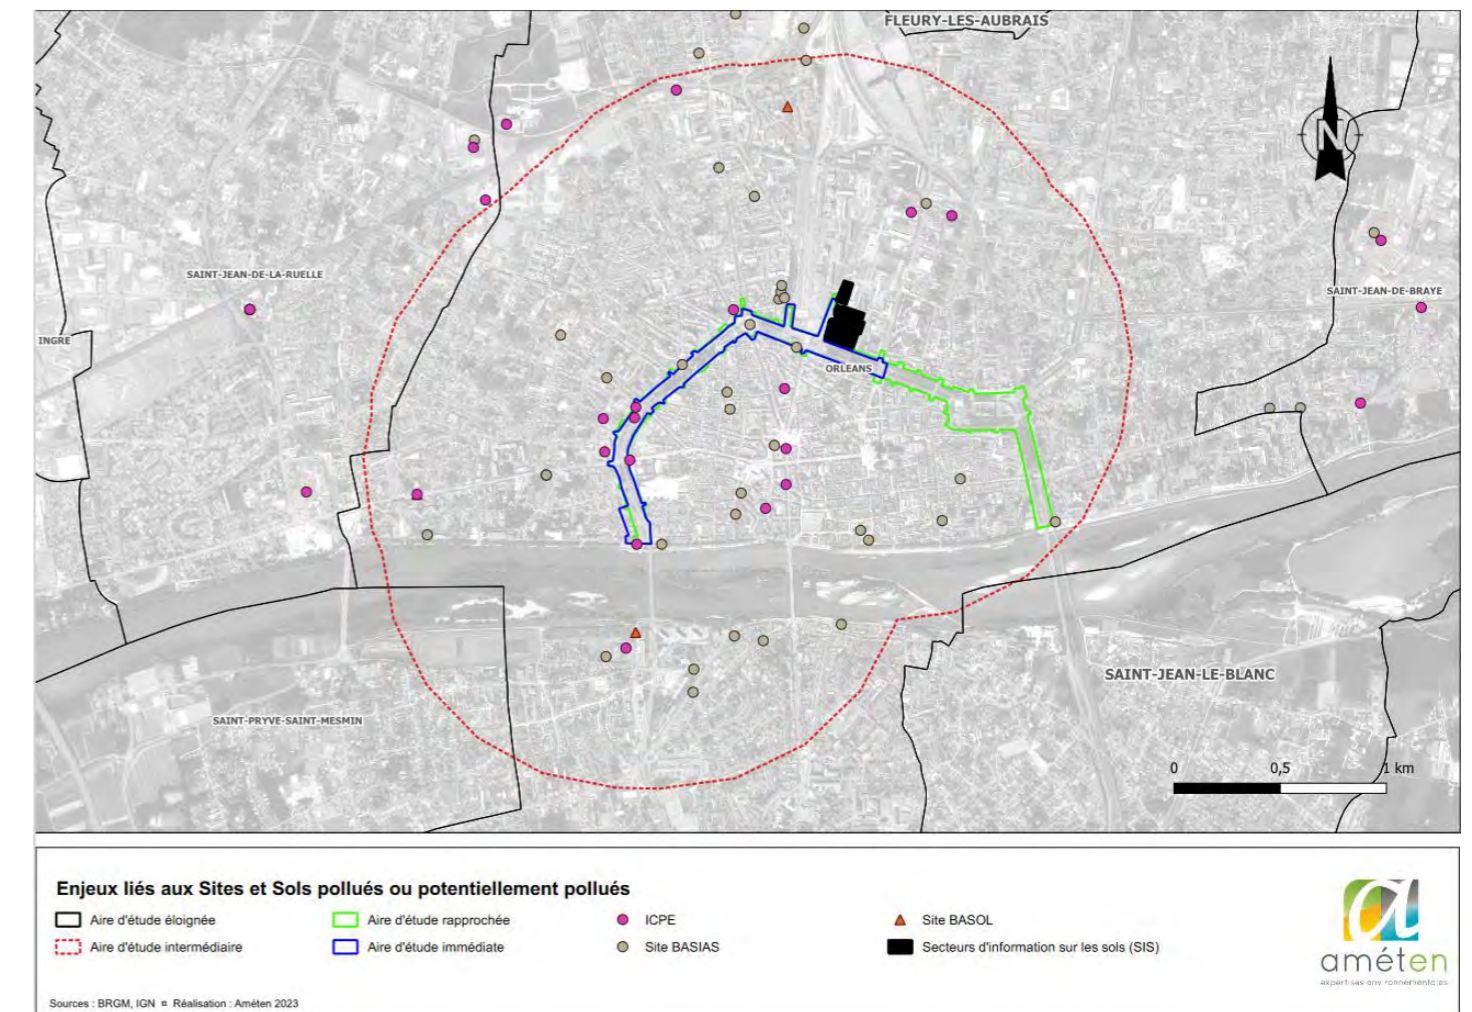 FLEURY-LES-AUBRAIS
N
SAINT-JEAN-DE-LA-RUELLE
SAINT-JEAN-DE-BRAYE
INGRE
ORLEANS
SAINT-JEAN-LE-BLANC
SAINT-PRYVE-SAINT-MESMIN
0 0,5 1 km
Enjeux liés aux Sites et Sols pollués ou potentiellement pollués
Aire d'étude éloignée Aire d'étude rapprochée ICPE Site BASOL
Aire d'étude intermédiaire Aire d'étude immédiate Site BASIAS Secteurs d'information sur les sols (SIS)
améten
expertises environnementales
Sources : BRGM, IGN ¤ Réalisation : Améten 2023